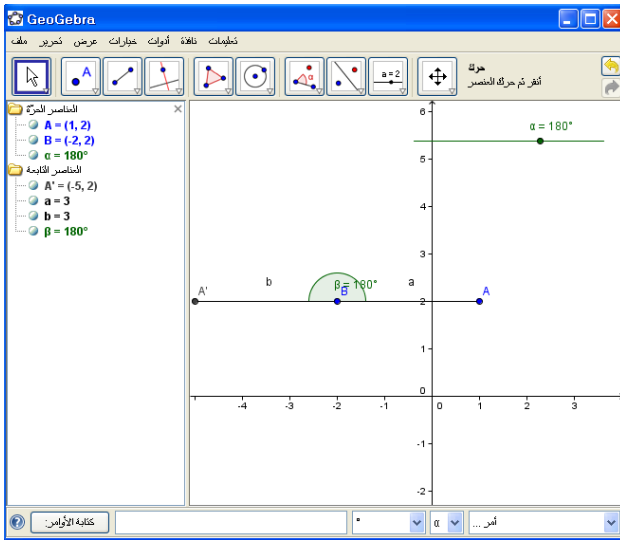 GeoGebra
ملف تحرير عرض خيارات أدوات نافذة تعليمات
A
α
a = 2
حرك
أنقر ثم حرك العنصر
العناصر الحرّة
A = (1, 2)
B = (-2, 2)
α = 180°
العناصر التابعة
A' = (-5, 2)
a = 3
b = 3
β = 180°
α = 180°
b
β = 180°
a
A'
B
A
6
5
4
3
2
1
0
-1
-2
-4 -3 -2 -1 0 1 2 3
كتابة الأوامر:
°
α
أمر ...